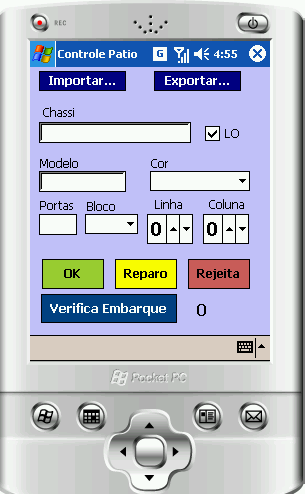 REC
Controle Patio G 4:55
Importar... Exportar...
Chassi
LO
Modelo Cor
Portas Bloco Linha Coluna
0 0
OK Reparo Rejeita
Verifica Embarque 0
Pocket PC